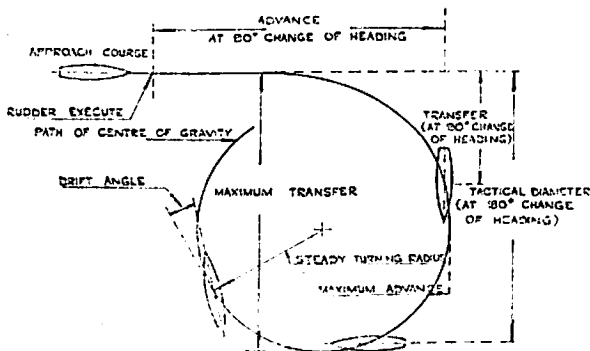 ADVANCE
AT 90° CHANGE OF HEADING
APPROACH COURSE
RUDDER EXECUTE
PATH OF CENTRE OF GRAVITY
TRANSFER
(AT 90° CHANGE
OF HEADING)
DRIFT ANGLE
MAXIMUM TRANSFER
TACTICAL DIAMETER
(AT 180° CHANGE
OF HEADING)
STEADY TURNING RADIUS
MAXIMUM ADVANCE